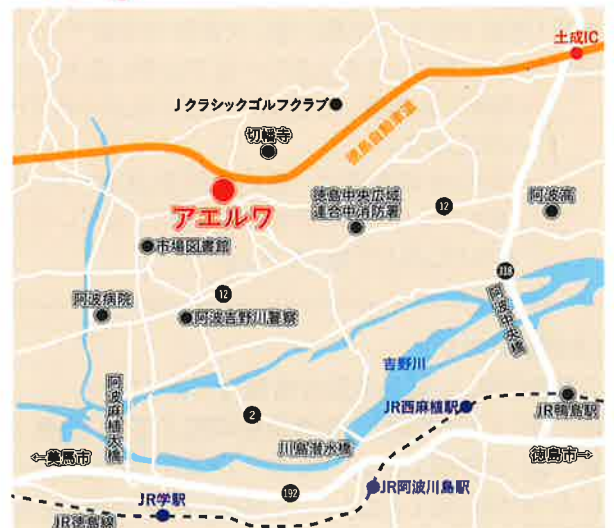 土成IC
Jクラシックゴルフクラブ
切幡寺
徳島自動車道
アエルワ
徳島中央広域
連合中消防署
12
阿波高
市場図書館
318
12
阿波病院
阿波吉野川警察
阿波中央橋
吉野川
阿波麻植大橋
2
JR西麻植駅
JR鴨島駅
川島潜水橋
←美馬市
徳島市→
192
JR阿波川島駅
JR学駅
JR徳島線